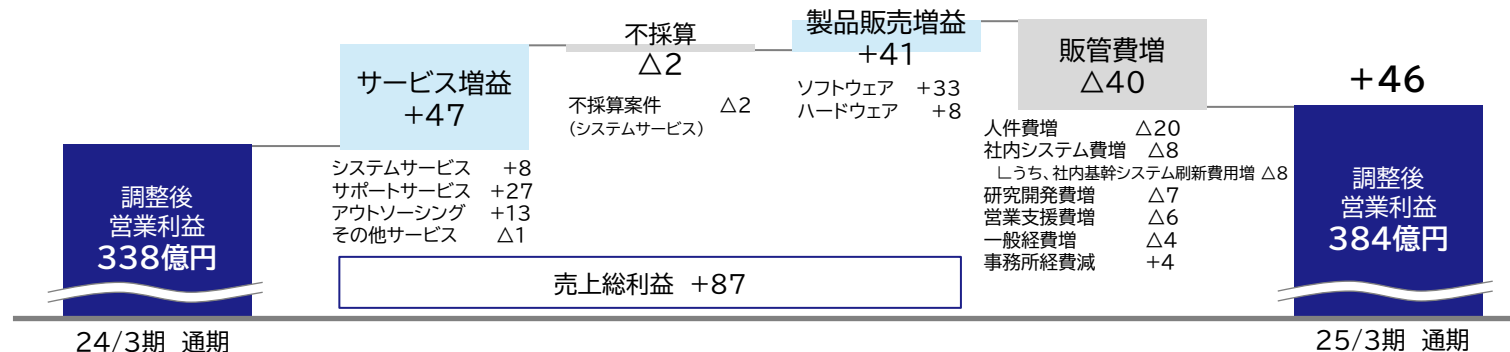 調整後
営業利益
338億円
24/3期 通期
サービス増益
+47
システムサービス +8
サポートサービス +27
アウトソーシング +13
その他サービス △1
不採算
△2
不採算案件 △2
（システムサービス）
製品販売増益
+41
ソフトウェア +33
ハードウェア +8
売上総利益 +87
販管費増
△40
人件費増 △20
社内システム費増 △8
∟うち、社内基幹システム刷新費用増 △8
研究開発費増 △7
営業支援費増 △6
一般経費増 △4
事務所経費減 +4
+46
調整後
営業利益
384億円
25/3期 通期